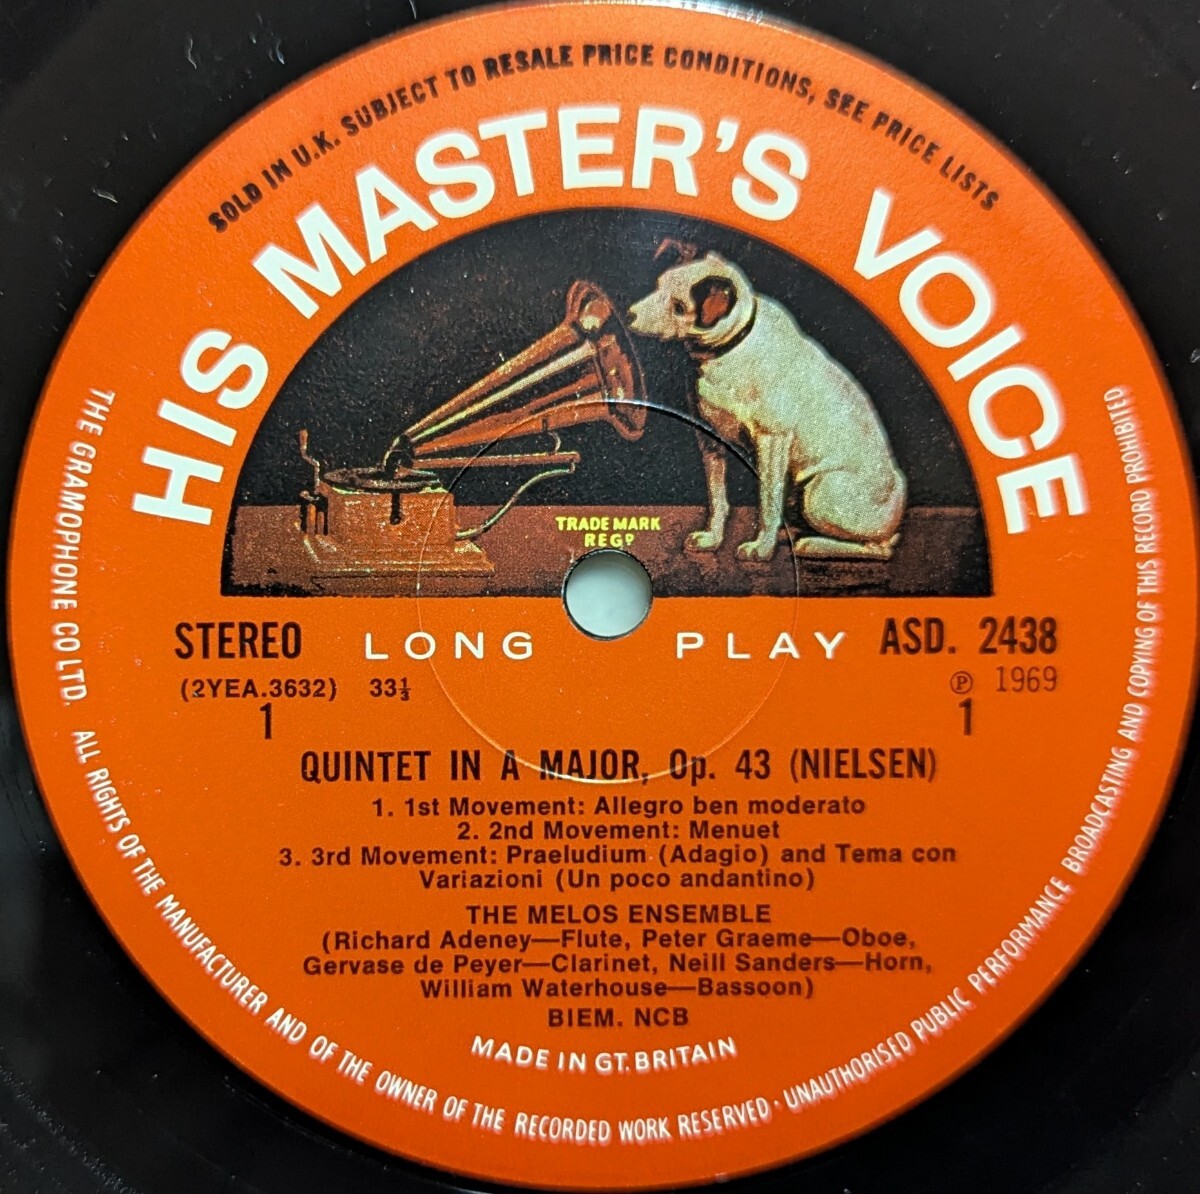 SOLD IN U.K. SUBJECT TO RESALE PRICE CONDITIONS, SEE PRICE LISTS
HIS MASTER'S VOICE
TRADE MARK
REGD
STEREO LONG PLAY ASD. 2438
(2YEA.3632) 33⅓ ℗ 1969
1 1
QUINTET IN A MAJOR, Op. 43 (NIELSEN)
1. 1st Movement: Allegro ben moderato
2. 2nd Movement: Menuet
3. 3rd Movement: Praeludium (Adagio) and Tema con
Variazioni (Un poco andantino)
THE MELOS ENSEMBLE
(Richard Adeney—Flute, Peter Graeme—Oboe,
Gervase de Peyer—Clarinet, Neill Sanders—Horn,
William Waterhouse—Bassoon)
BIEM. NCB
MADE IN GT. BRITAIN
THE GRAMOPHONE CO LTD. ALL RIGHTS OF THE MANUFACTURER AND OF THE OWNER OF THE RECORDED WORK RESERVED · UNAUTHORISED PUBLIC PERFORMANCE BROADCASTING AND COPYING OF THIS RECORD PROHIBITED